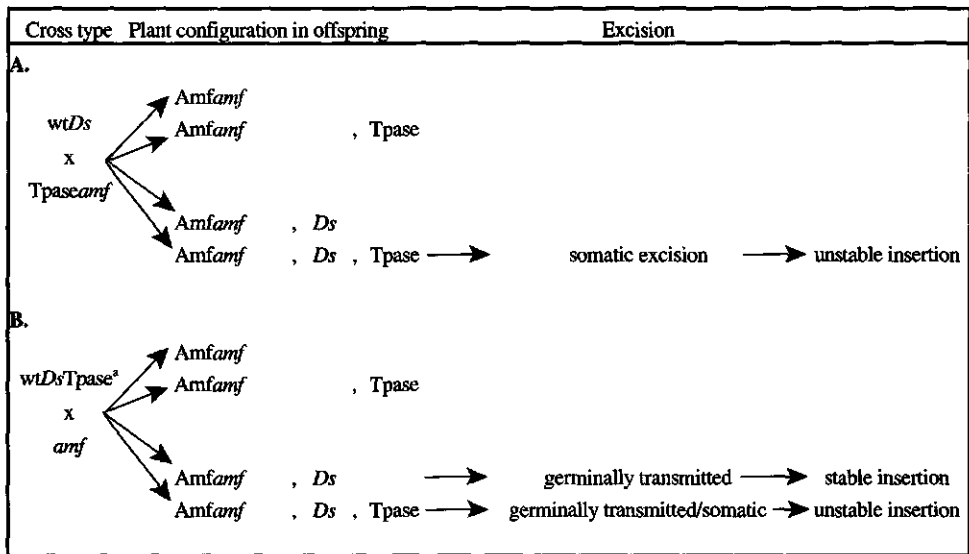 Cross type Plant configuration in offspring Excision
A.
Amfamf
wtDs Amfamf , Tpase
x
Tpaseamf
Amfamf , Ds
Amfamf , Ds , Tpase somatic excision unstable insertion
B.
Amfamf
wtDsTpaseᵃ Amfamf , Tpase
x
amf
Amfamf , Ds germinally transmitted stable insertion
Amfamf , Ds , Tpase germinally transmitted/somatic unstable insertion